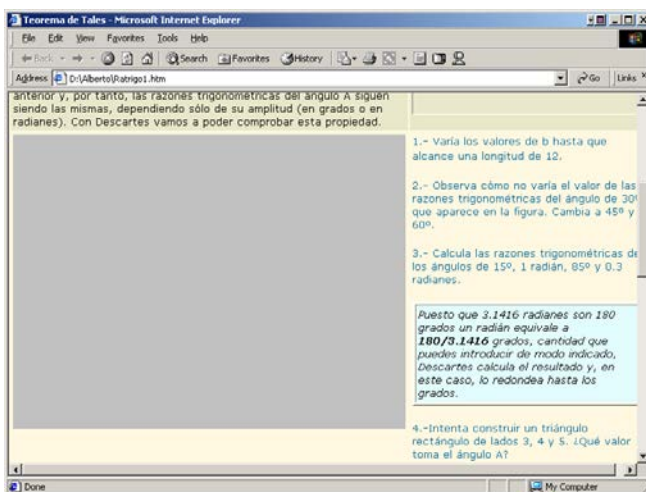 Teorema de Tales - Microsoft Internet Explorer
File Edit View Favorites Tools Help
Back Search Favorites History
Address D:\Alberto\Ratrigo1.htm Go Links
anterior y, por tanto, las razones trigonométricas del ángulo A siguen
siendo las mismas, dependiendo sólo de su amplitud (en grados o en
radianes). Con Descartes vamos a poder comprobar esta propiedad.
1.- Varía los valores de b hasta que
alcance una longitud de 12.
2.- Observa cómo no varía el valor de las
razones trigonométricas del ángulo de 30º
que aparece en la figura. Cambia a 45º y
60º.
3.- Calcula las razones trigonométricas de
los ángulos de 15º, 1 radián, 85º y 0.3
radianes.
Puesto que 3.1416 radianes son 180
grados un radián equivale a
180/3.1416 grados, cantidad que
puedes introducir de modo indicado,
Descartes calcula el resultado y, en
este caso, lo redondea hasta los
grados.
4.-Intenta construir un triángulo
rectángulo de lados 3, 4 y 5. ¿Qué valor
toma el ángulo A?
Done My Computer